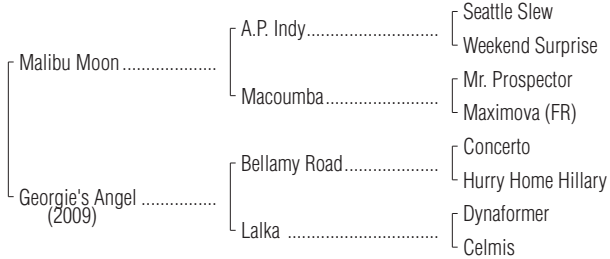 Seattle Slew
A.P. Indy........................
Weekend Surprise
Malibu Moon .................
Mr. Prospector
Macoumba....................
Maximova (FR)
Concerto
Bellamy Road.................
Hurry Home Hillary
Georgie's Angel .............
(2009)
Dynaformer
Lalka ...........................
Celmis